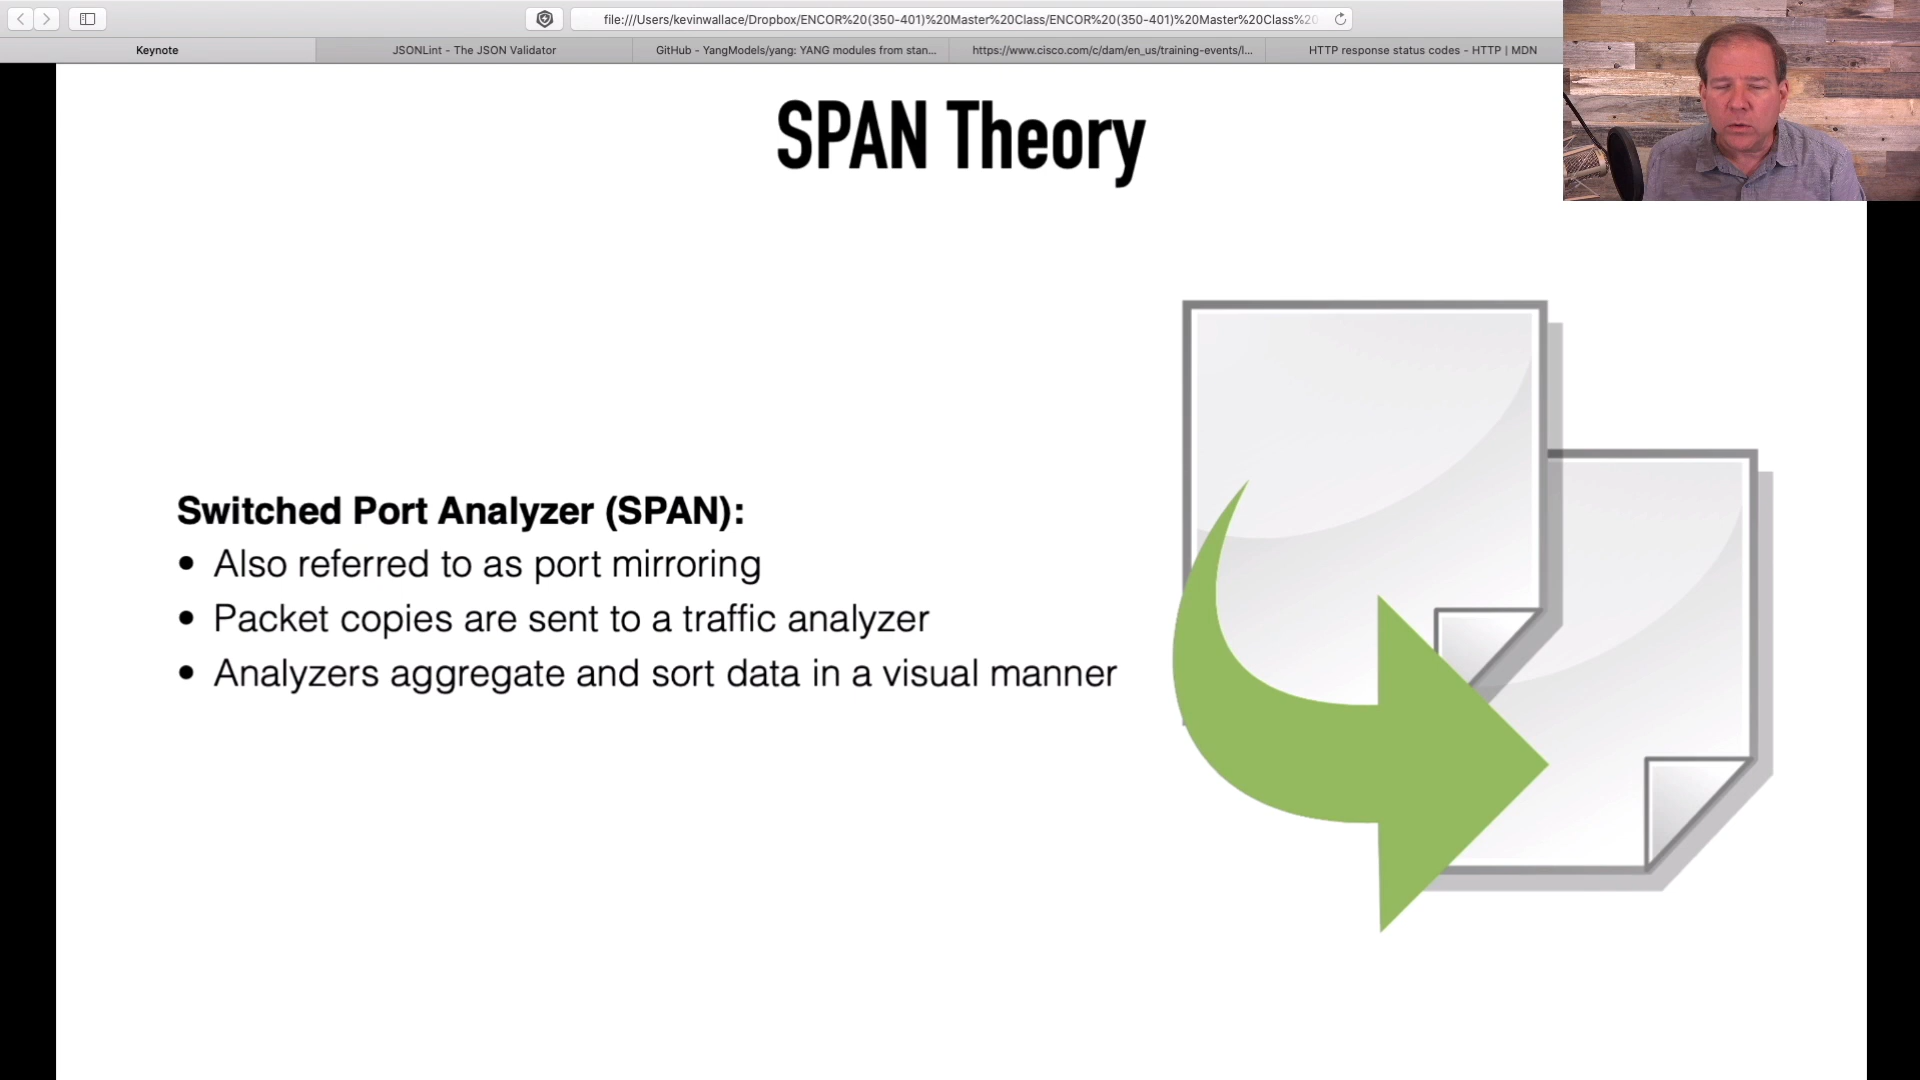 file:///Users/kevinwallace/Dropbox/ENCOR%20(350-401)%20Master%20Class/ENCOR%20(350-401)%20Master%20Class%20
Keynote
JSONLint - The JSON Validator
GitHub - YangModels/yang: YANG modules from stan...
https://www.cisco.com/c/dam/en_us/training-events/l...
HTTP response status codes - HTTP | MDN
SPAN Theory
Switched Port Analyzer (SPAN):
• Also referred to as port mirroring
• Packet copies are sent to a traffic analyzer
• Analyzers aggregate and sort data in a visual manner